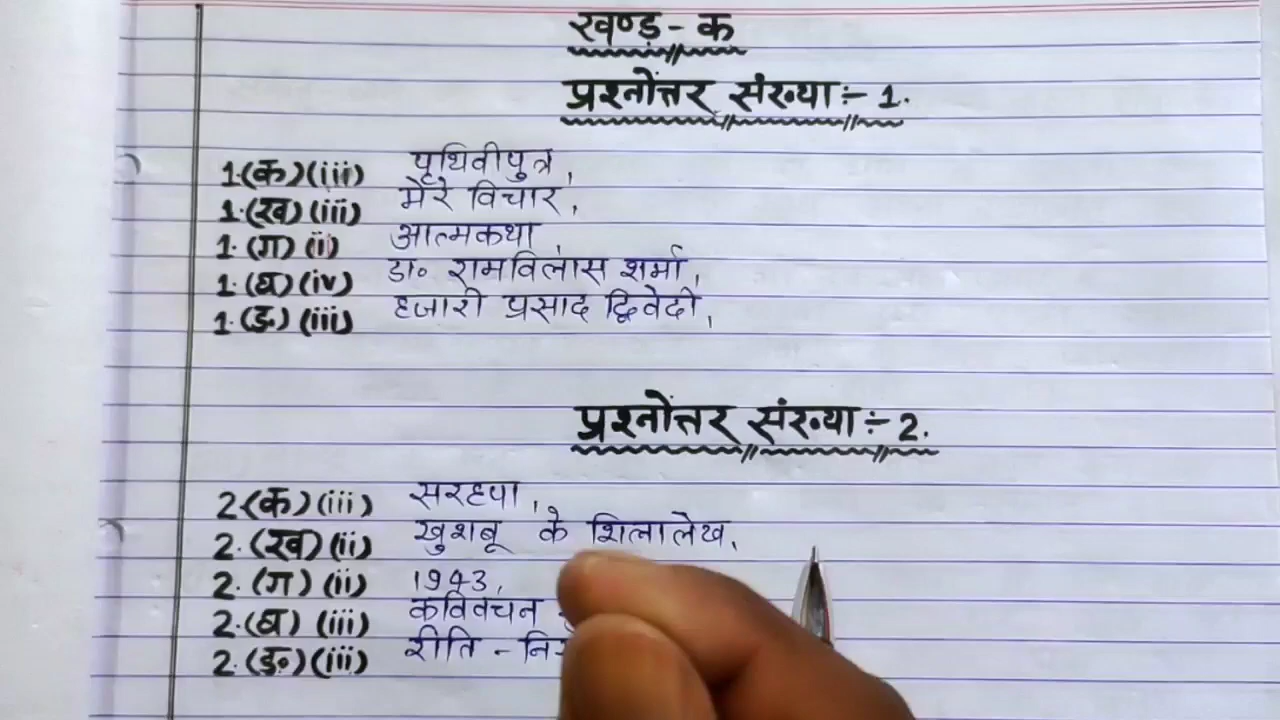 खण्ड़ - क
प्रश्नोंत्तर संख्या:- 1.
1.(क)(iii) पृथिवीपुत्र,
1.(ख)(iii) मेरे विचार,
1.(ग)(ii) आत्मकथा,
1.(घ)(iv) डा० रामविलास शर्मा,
1.(ड.)(iii) हजारी प्रसाद द्विवेदी,
प्रश्नोंत्तर संख्या:- 2.
2.(क)(iii) सरहपा,
2.(ख)(ii) खुशबू के शिलालेख,
2.(ग)(ii) 1943,
2.(घ)(iii) कविवचन
2.(ड०)(iii) रीति -